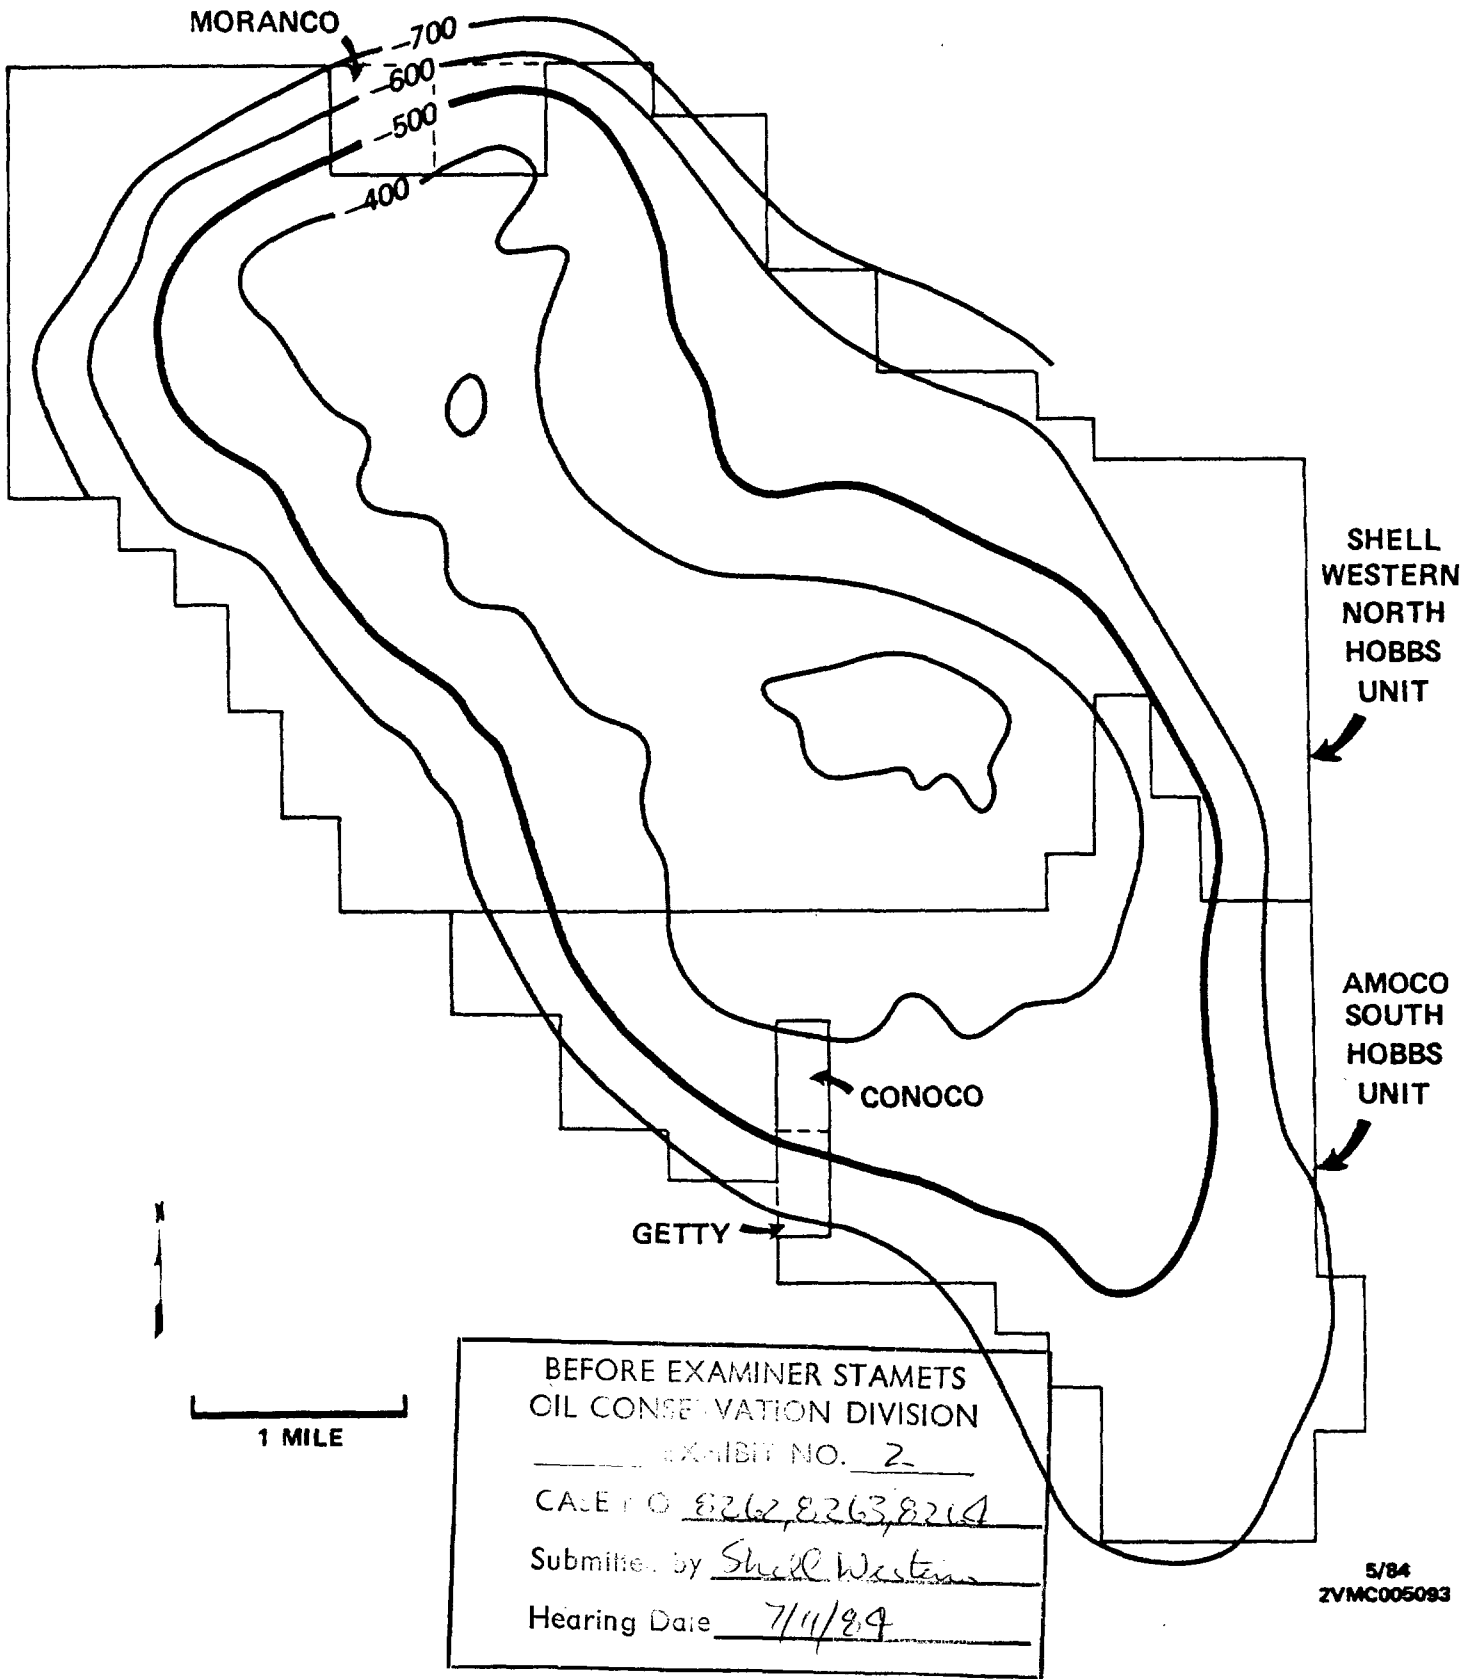 MORANCO
-700
-600
-500
-400
SHELL
WESTERN
NORTH
HOBBS
UNIT
AMOCO
SOUTH
HOBBS
UNIT
CONOCO
GETTY
1 MILE
BEFORE EXAMINER STAMETS
OIL CONSERVATION DIVISION
EXHIBIT NO. 2
CASE NO 8262, 8263, 8264
Submitted by Shell Western
Hearing Date 7/11/84
5/84
2VMC005093